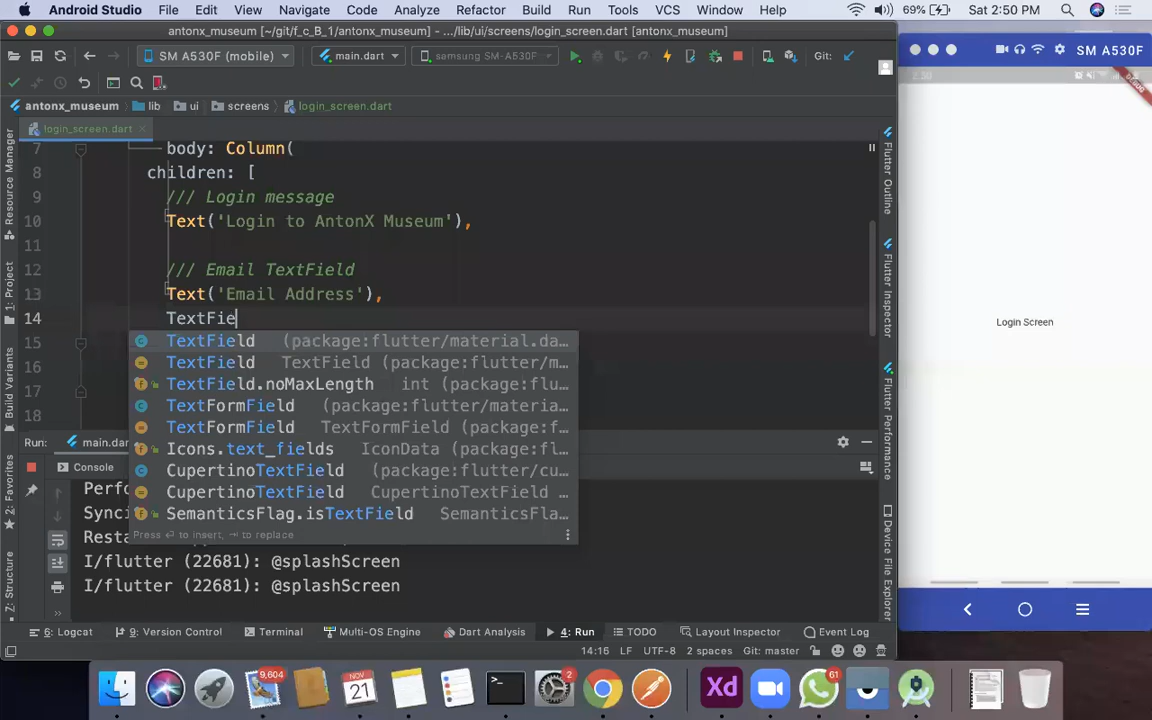 Android Studio File Edit View Navigate Code Analyze Refactor Build Run Tools VCS Window Help 69% Sat 2:50 PM
antonx_museum [~/git/f_c_B_1/antonx_museum] - .../lib/ui/screens/login_screen.dart [antonx_museum]
SM A530F
SM A530F (mobile) main.dart samsung SM-A530F Git:
antonx_museum lib ui screens login_screen.dart
login_screen.dart
7 body: Column(
8 children: [
9 /// Login message
10 Text('Login to AntonX Museum'),
11
12 /// Email TextField
13 Text('Email Address'),
14 TextFie
15
16
17
18
TextField (package:flutter/material.da…
TextField TextField (package:flutter/m…
TextField.noMaxLength int (package:flu…
TextFormField (package:flutter/materia…
TextFormField TextFormField (package:f…
Icons.text_fields IconData (package:fl…
CupertinoTextField (package:flutter/cu…
CupertinoTextField CupertinoTextField …
SemanticsFlag.isTextField SemanticsFla…
Press ⏎ to insert, ⇥ to replace
Login Screen
Resource Manager
1: Project
Build Variants
2: Favorites
Z: Structure
Flutter Outline
Flutter Inspector
Flutter Performance
Device File Explorer
Run: main.dar
Console
Perfo
Synci
Resta
I/flutter (22681): @splashScreen
I/flutter (22681): @splashScreen
6: Logcat 9: Version Control Terminal Multi-OS Engine Dart Analysis 4: Run TODO Layout Inspector Event Log
14:16 LF UTF-8 2 spaces Git: master
9,604
NOV
21
2
Xd
61